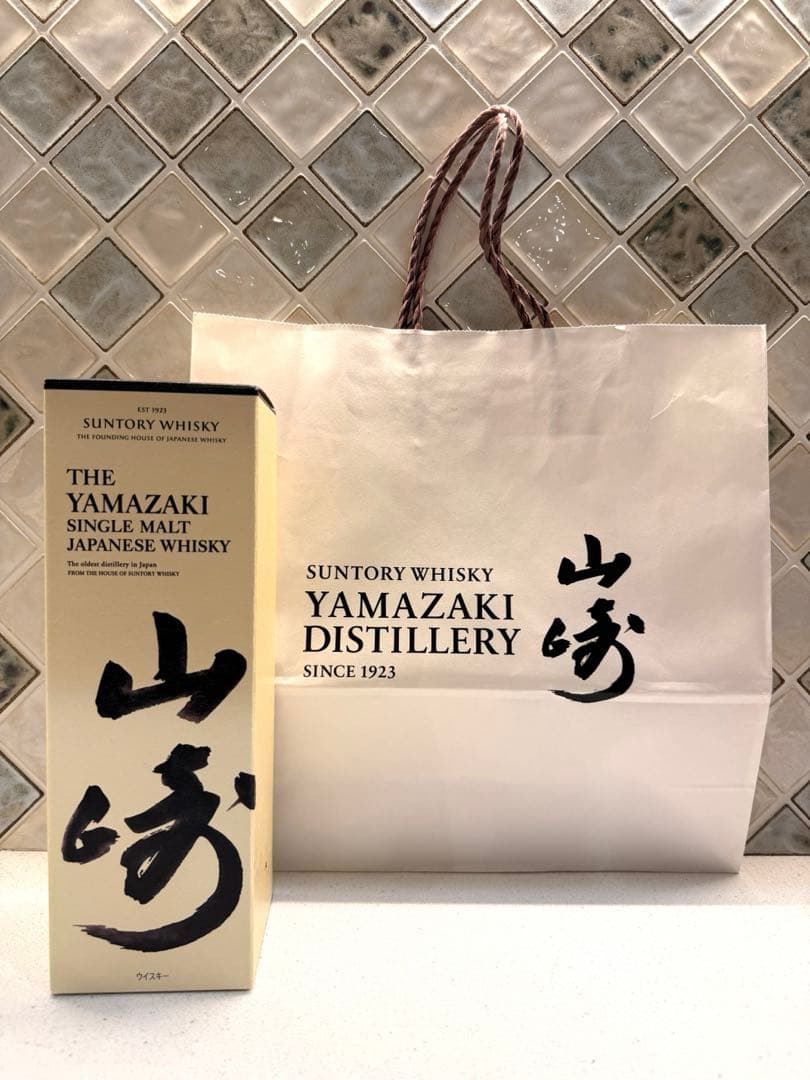 EST 1923
SUNTORY WHISKY
THE FOUNDING HOUSE OF JAPANESE WHISKY
THE
YAMAZAKI
SINGLE MALT
JAPANESE WHISKY
The oldest distillery in Japan
FROM THE HOUSE OF SUNTORY WHISKY
山
崎
ウイスキー
SUNTORY WHISKY
YAMAZAKI
DISTILLERY
SINCE 1923
山
崎